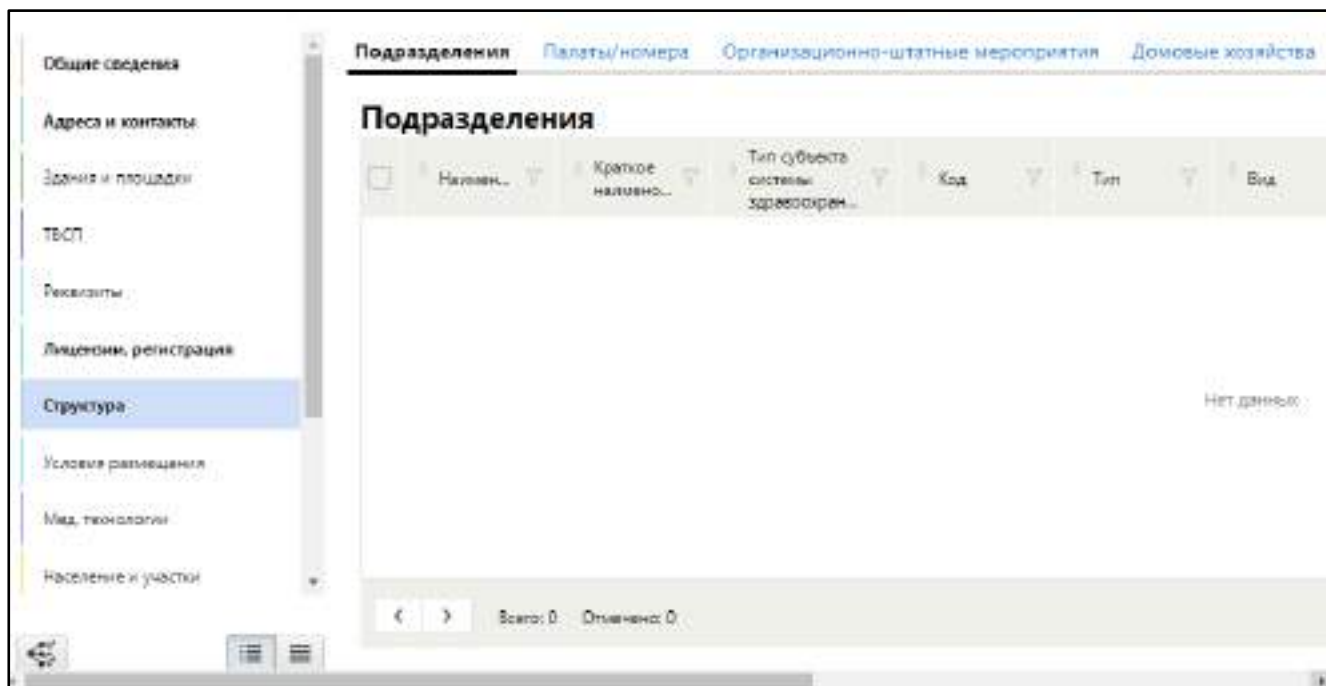 Общие сведения
Адреса и контакты
Здания и площадки
ТВСП
Реквизиты
Лицензии, регистрация
Структура
Условия размещения
Мед. технологии
Население и участки
Подразделения Палаты/номера Организационно-штатные мероприятия Домовые хозяйства
Подразделения
Наимен... Краткое наимено... Тип субъекта системы здравоохран... Код Тип Вид
Нет данных
Всего: 0 Отмечено: 0